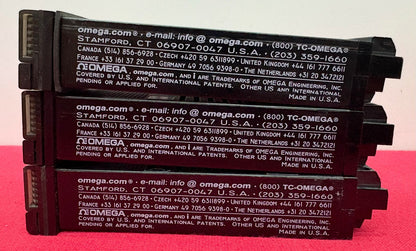 omega.com® • e-mail: info @ omega.com • (800) TC-OMEGA®
STAMFORD, CT 06907-0047 U.S.A. • (203) 359-1660
CANADA (514) 856-6928 • CZECH +420 59 6311899 • UNITED KINGDOM +44 161 777 6611
FRANCE +33 161 37 29 00 • GERMANY 49 7056 9398-0 • THE NETHERLANDS +31 20 3472121
OMEGA, omega.com, and i ARE TRADEMARKS OF OMEGA ENGINEERING, INC.
COVERED BY U.S. AND INTERNATIONAL PATENTS. OTHER US AND INTERNATIONAL
PENDING OR APPLIED FOR. MADE IN U.S.A.
omega.com® • e-mail: info @ omega.com • (800) TC-OMEGA®
STAMFORD, CT 06907-0047 U.S.A. • (203) 359-1660
CANADA (514) 856-6928 • CZECH +420 59 6311899 • UNITED KINGDOM +44 161 777 6611
FRANCE +33 161 37 29 00 • GERMANY 49 7056 9398-0 • THE NETHERLANDS +31 20 3472121
OMEGA, omega.com, and i ARE TRADEMARKS OF OMEGA ENGINEERING, INC.
COVERED BY U.S. AND INTERNATIONAL PATENTS. OTHER US AND INTERNATIONAL
PENDING OR APPLIED FOR. MADE IN U.S.A.
omega.com® • e-mail: info @ omega.com • (800) TC-OMEGA®
STAMFORD, CT 06907-0047 U.S.A. • (203) 359-1660
CANADA (514) 856-6928 • CZECH +420 59 6311899 • UNITED KINGDOM +44 161 777 6611
FRANCE +33 161 37 29 00 • GERMANY 49 7056 9398-0 • THE NETHERLANDS +31 20 3472121
OMEGA, omega.com, and i ARE TRADEMARKS OF OMEGA ENGINEERING, INC.
COVERED BY U.S. AND INTERNATIONAL PATENTS. OTHER US AND INTERNATIONAL
PENDING OR APPLIED FOR. MADE IN U.S.A.